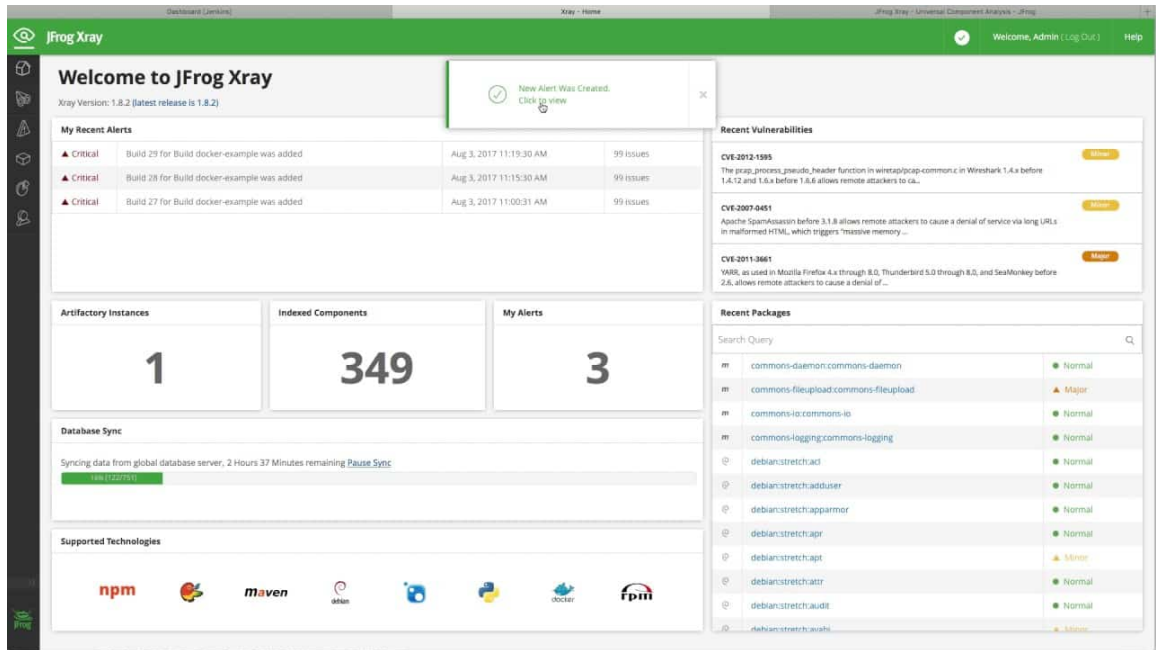 Dashboard [Jenkins]
Xray - Home
JFrog Xray - Universal Component Analysis - JFrog
JFrog Xray
Welcome, Admin ( Log Out )
Help
Welcome to JFrog Xray
Xray Version: 1.8.2 (latest release is 1.8.2)
New Alert Was Created.
Click to view
My Recent Alerts
Critical Build 29 for Build docker-example was added Aug 3, 2017 11:19:30 AM 99 issues
Critical Build 28 for Build docker-example was added Aug 3, 2017 11:15:30 AM 99 issues
Critical Build 27 for Build docker-example was added Aug 3, 2017 11:00:31 AM 99 issues
Recent Vulnerabilities
CVE-2012-1595 Minor
The pcap_process_pseudo_header function in wiretap/pcap-common.c in Wireshark 1.4.x before
1.4.12 and 1.6.x before 1.6.6 allows remote attackers to ca...
CVE-2007-0451 Minor
Apache SpamAssassin before 3.1.8 allows remote attackers to cause a denial of service via long URLs
in malformed HTML, which triggers "massive memory ...
CVE-2011-3661 Major
YARR, as used in Mozilla Firefox 4.x through 8.0, Thunderbird 5.0 through 8.0, and SeaMonkey before
2.6, allows remote attackers to cause a denial of ...
Artifactory Instances
1
Indexed Components
349
My Alerts
3
Database Sync
Syncing data from global database server, 2 Hours 37 Minutes remaining Pause Sync
16% (122/751)
Supported Technologies
npm
maven
debian
docker
rpm
Recent Packages
Search Query
m commons-daemon:commons-daemon Normal
m commons-fileupload:commons-fileupload Major
m commons-io:commons-io Normal
m commons-logging:commons-logging Normal
debian:stretch:acl Normal
debian:stretch:adduser Normal
debian:stretch:apparmor Normal
debian:stretch:apr Normal
debian:stretch:apt Minor
debian:stretch:attr Normal
debian:stretch:audit Normal
debian:stretch:avahi Minor
JFrog